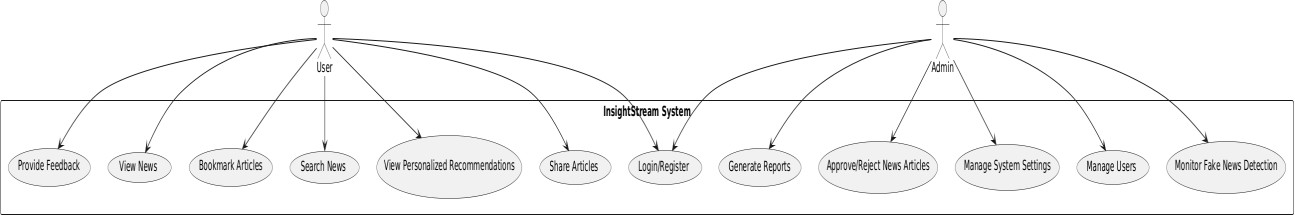 User
Admin
InsightStream System
Provide Feedback
View News
Bookmark Articles
Search News
View Personalized Recommendations
Share Articles
Login/Register
Generate Reports
Approve/Reject News Articles
Manage System Settings
Manage Users
Monitor Fake News Detection